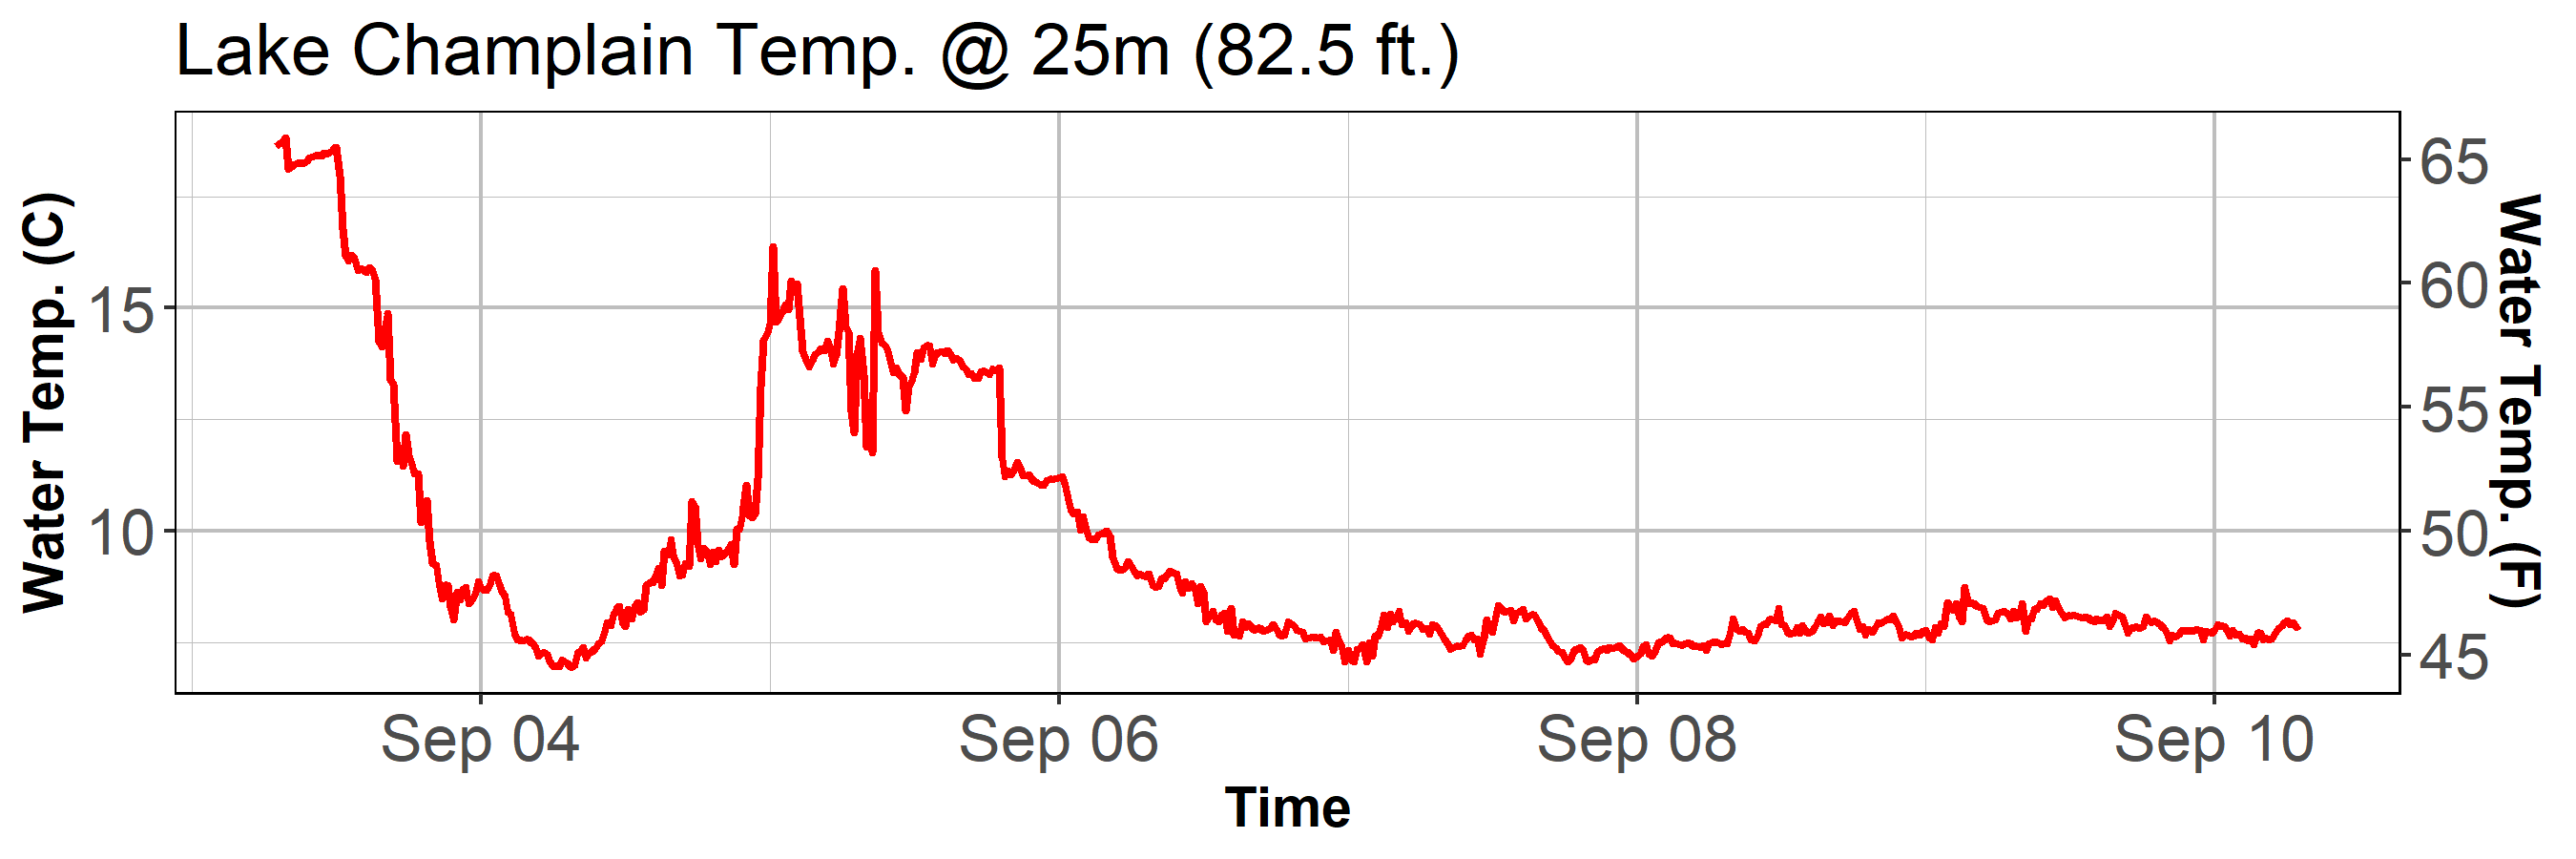 Lake Champlain Temp. @ 25m (82.5 ft.)
Water Temp. (C)
15
10
65
60
55
50
45
Water Temp. (F)
Sep 04 Sep 06 Sep 08 Sep 10
Time